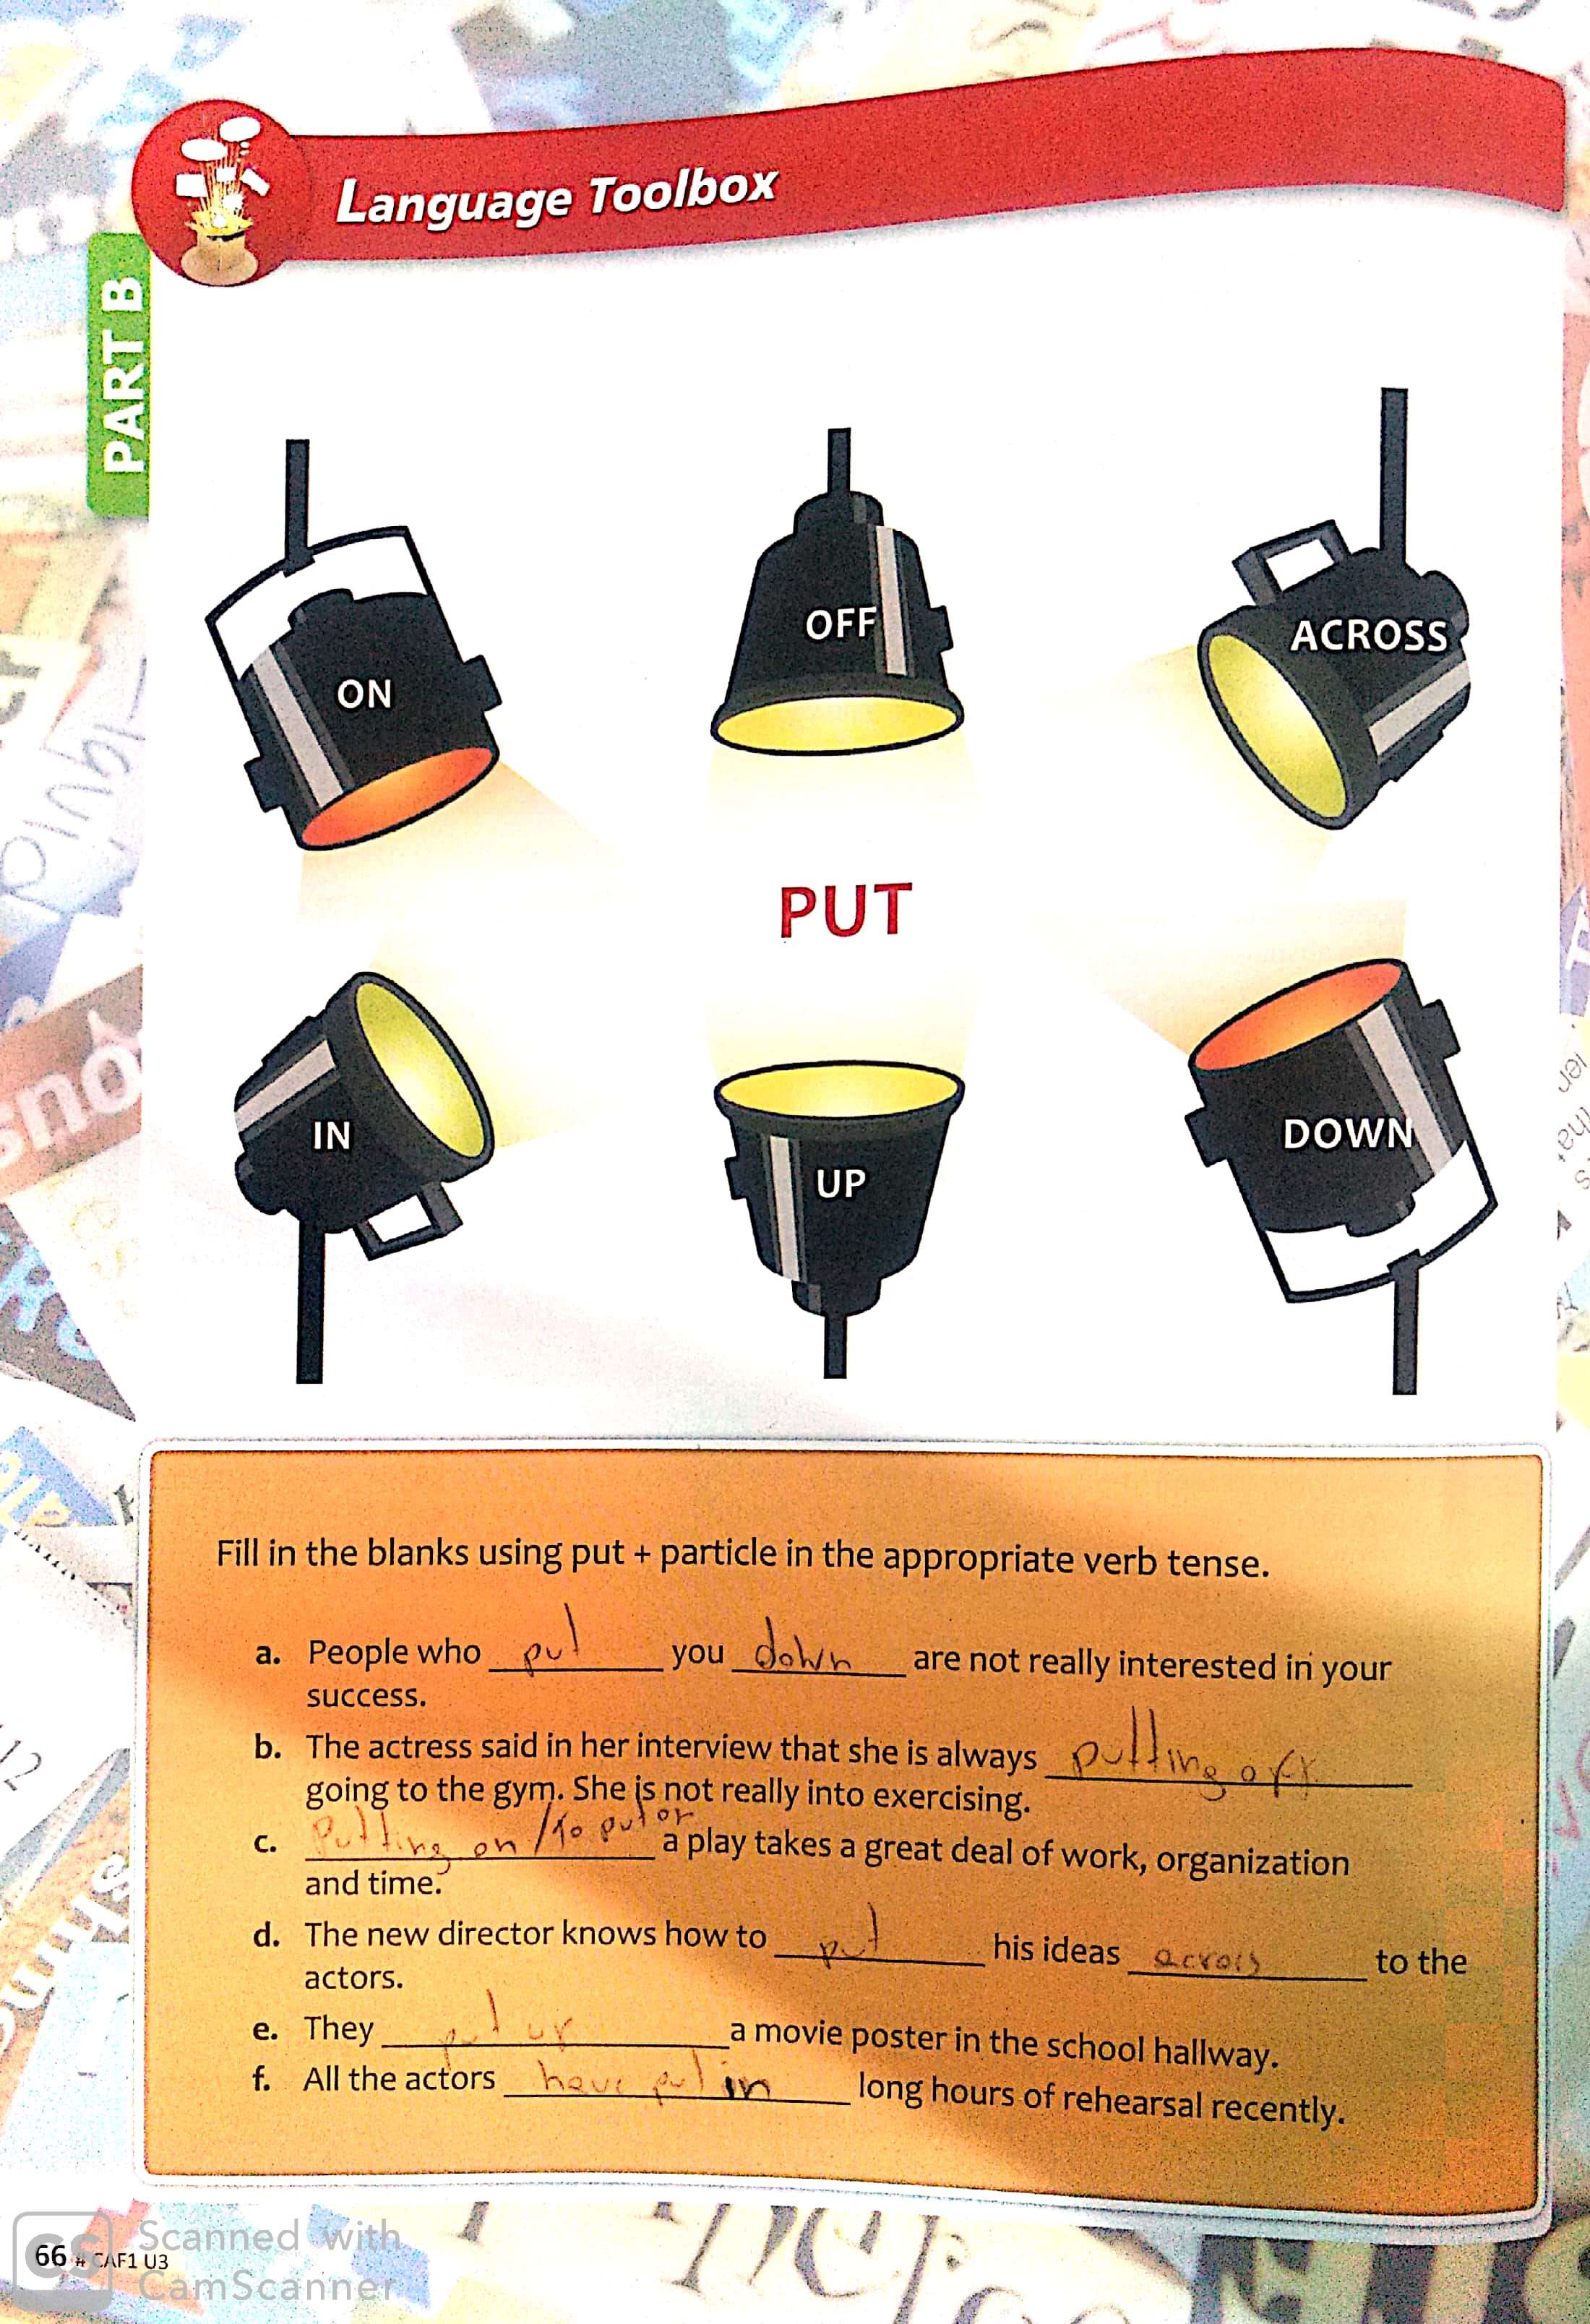 Language Toolbox
PART B
ON
OFF
ACROSS
PUT
IN
UP
DOWN
Fill in the blanks using put + particle in the appropriate verb tense.
a. People who put you down are not really interested in your
success.
b. The actress said in her interview that she is always putting off
going to the gym. She is not really into exercising.
c. Putting on / To put on a play takes a great deal of work, organization
and time.
d. The new director knows how to put his ideas across to the
actors.
e. They put up a movie poster in the school hallway.
f. All the actors have put in long hours of rehearsal recently.
66 # CAF1 U3
CS Scanned with
CamScanner